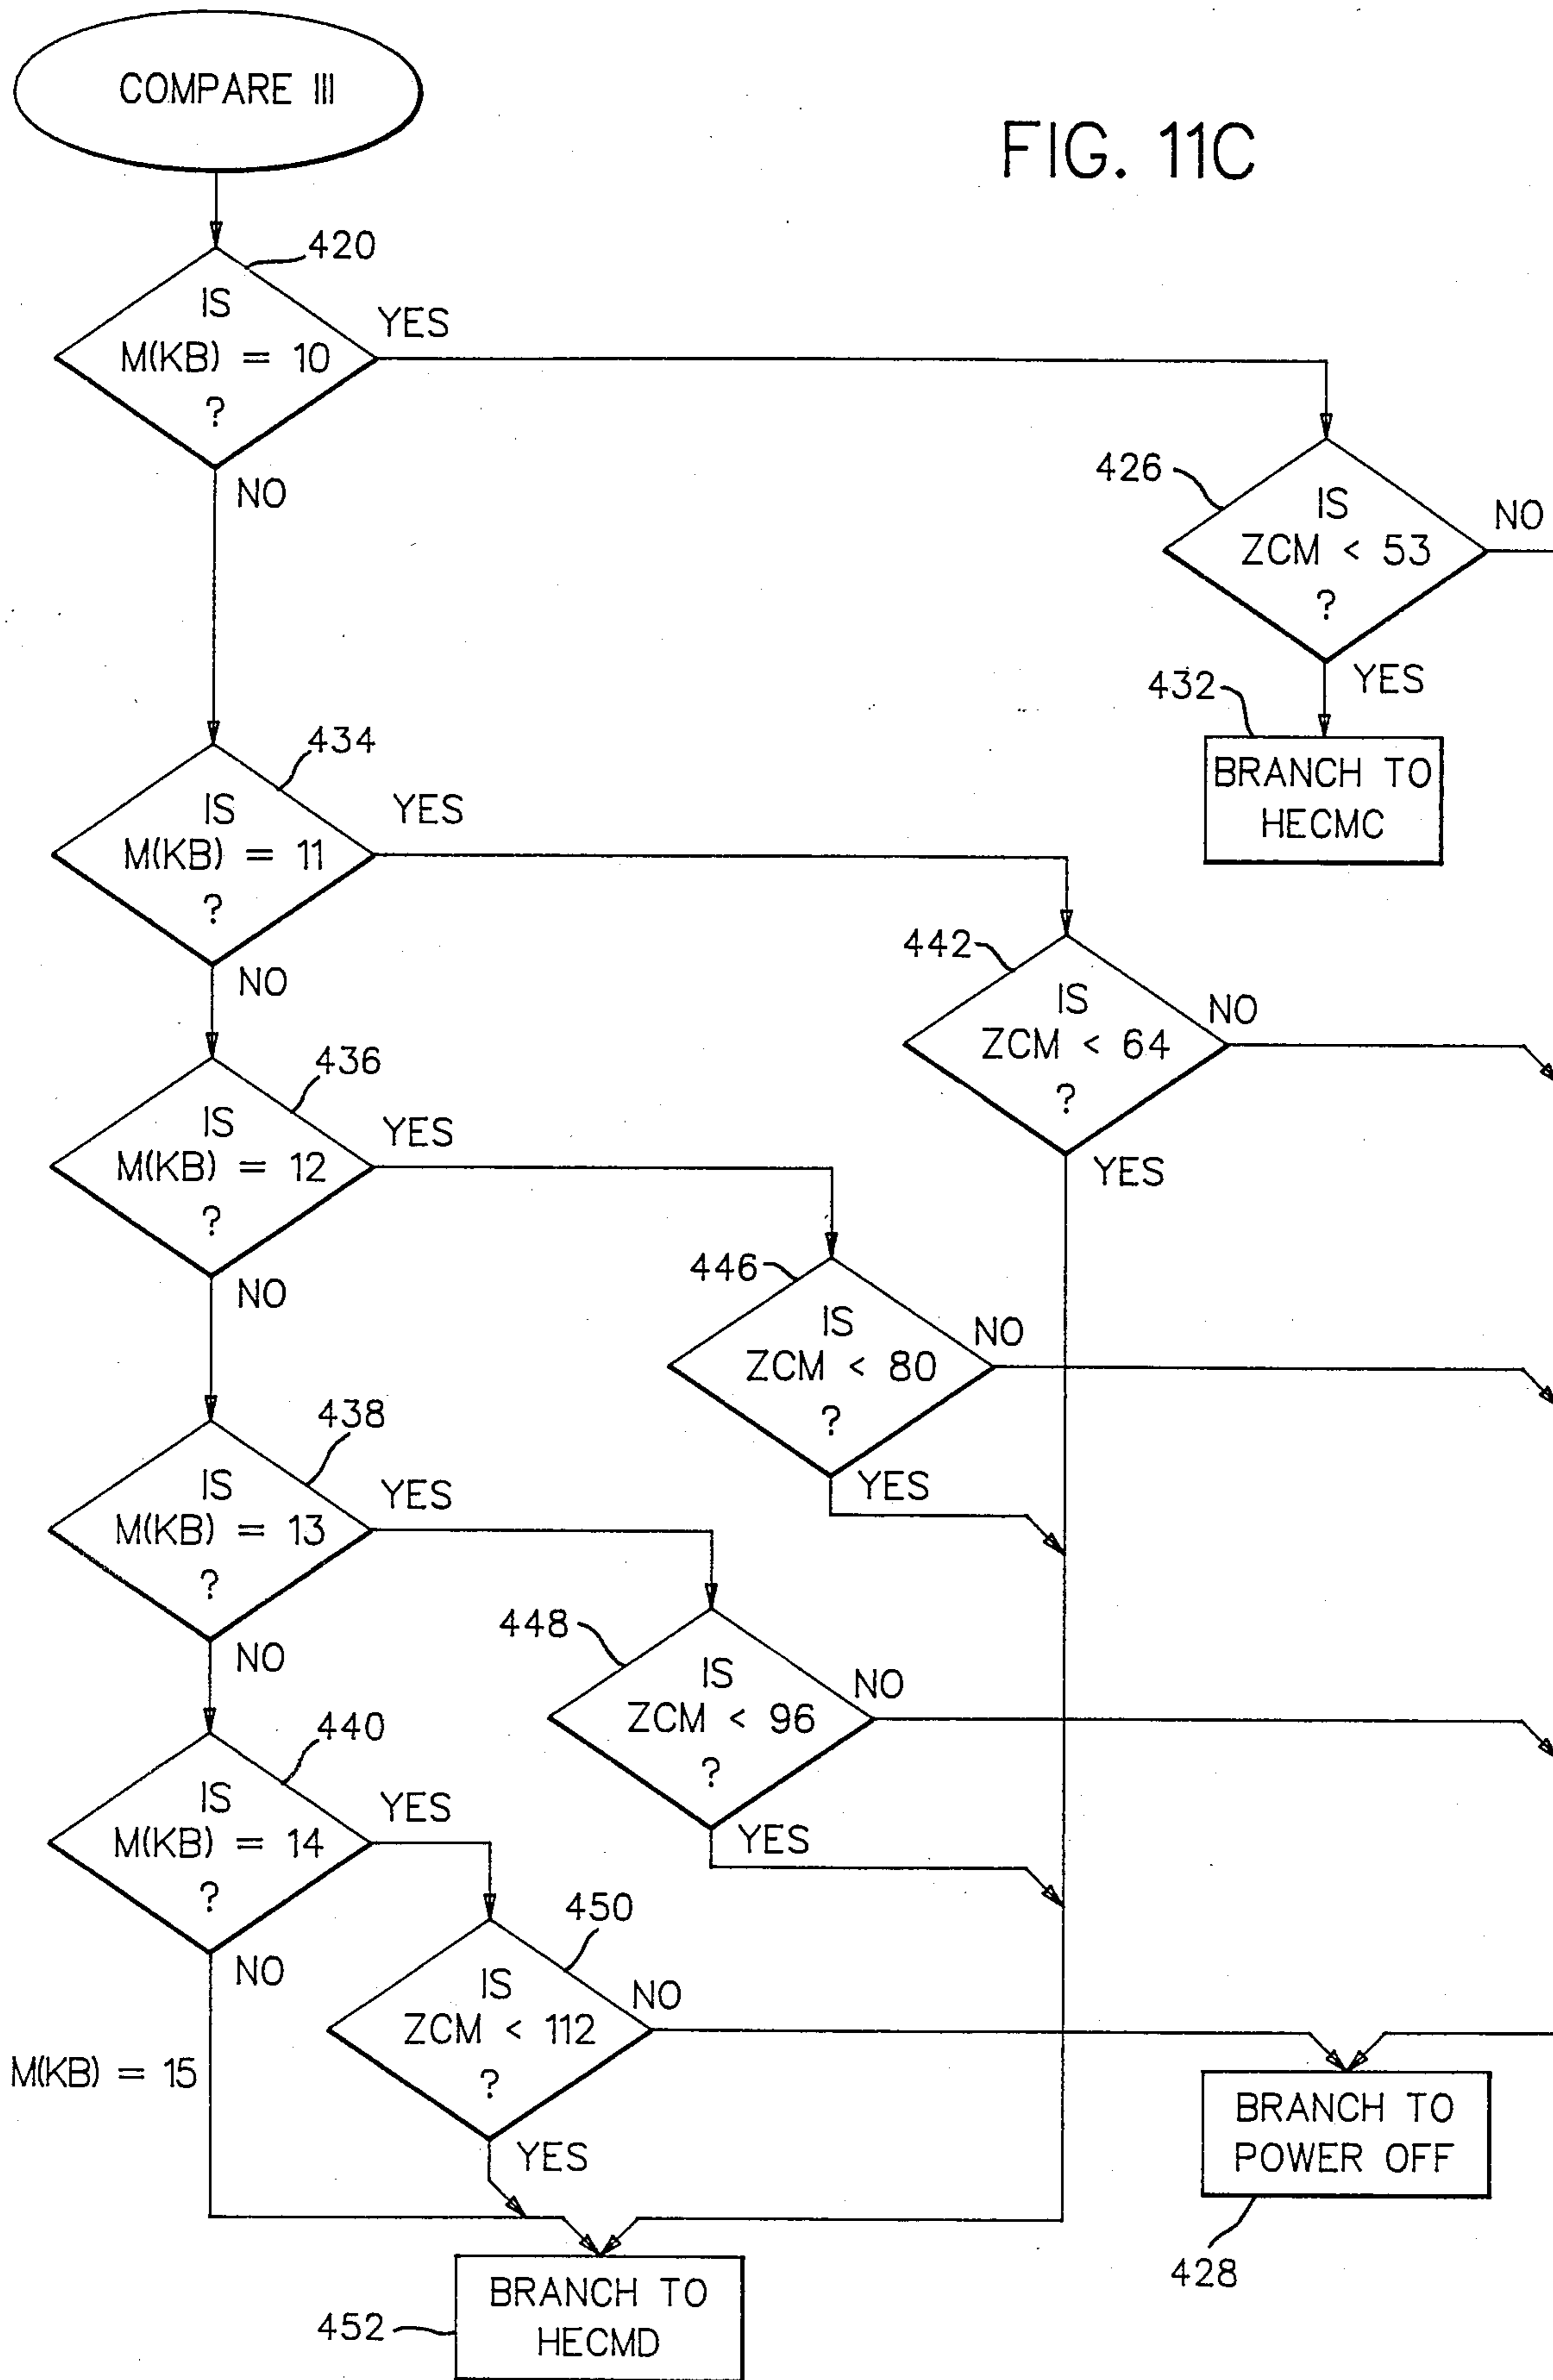 COMPARE III
FIG. 11C
420
IS
M(KB) = 10
?
YES
NO
426
IS
ZCM < 53
?
NO
YES
432
BRANCH TO
HECMC
434
IS
M(KB) = 11
?
YES
NO
442
IS
ZCM < 64
?
NO
YES
436
IS
M(KB) = 12
?
YES
NO
446
IS
ZCM < 80
?
NO
YES
438
IS
M(KB) = 13
?
YES
NO
448
IS
ZCM < 96
?
NO
YES
440
IS
M(KB) = 14
?
YES
NO
M(KB) = 15
450
IS
ZCM < 112
?
NO
YES
BRANCH TO
POWER OFF
428
BRANCH TO
HECMD
452